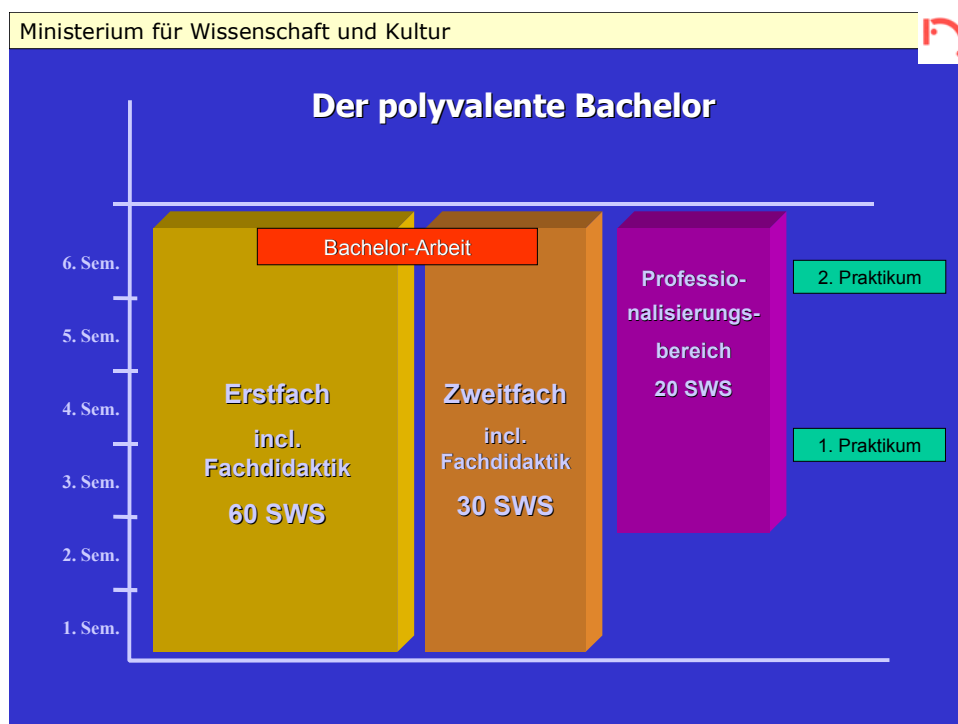 Ministerium für Wissenschaft und Kultur
Der polyvalente Bachelor
Bachelor-Arbeit
6. Sem.
5. Sem.
4. Sem.
3. Sem.
2. Sem.
1. Sem.
Erstfach
incl.
Fachdidaktik
60 SWS
Zweitfach
incl.
Fachdidaktik
30 SWS
Professio-
nalisierungs-
bereich
20 SWS
2. Praktikum
1. Praktikum